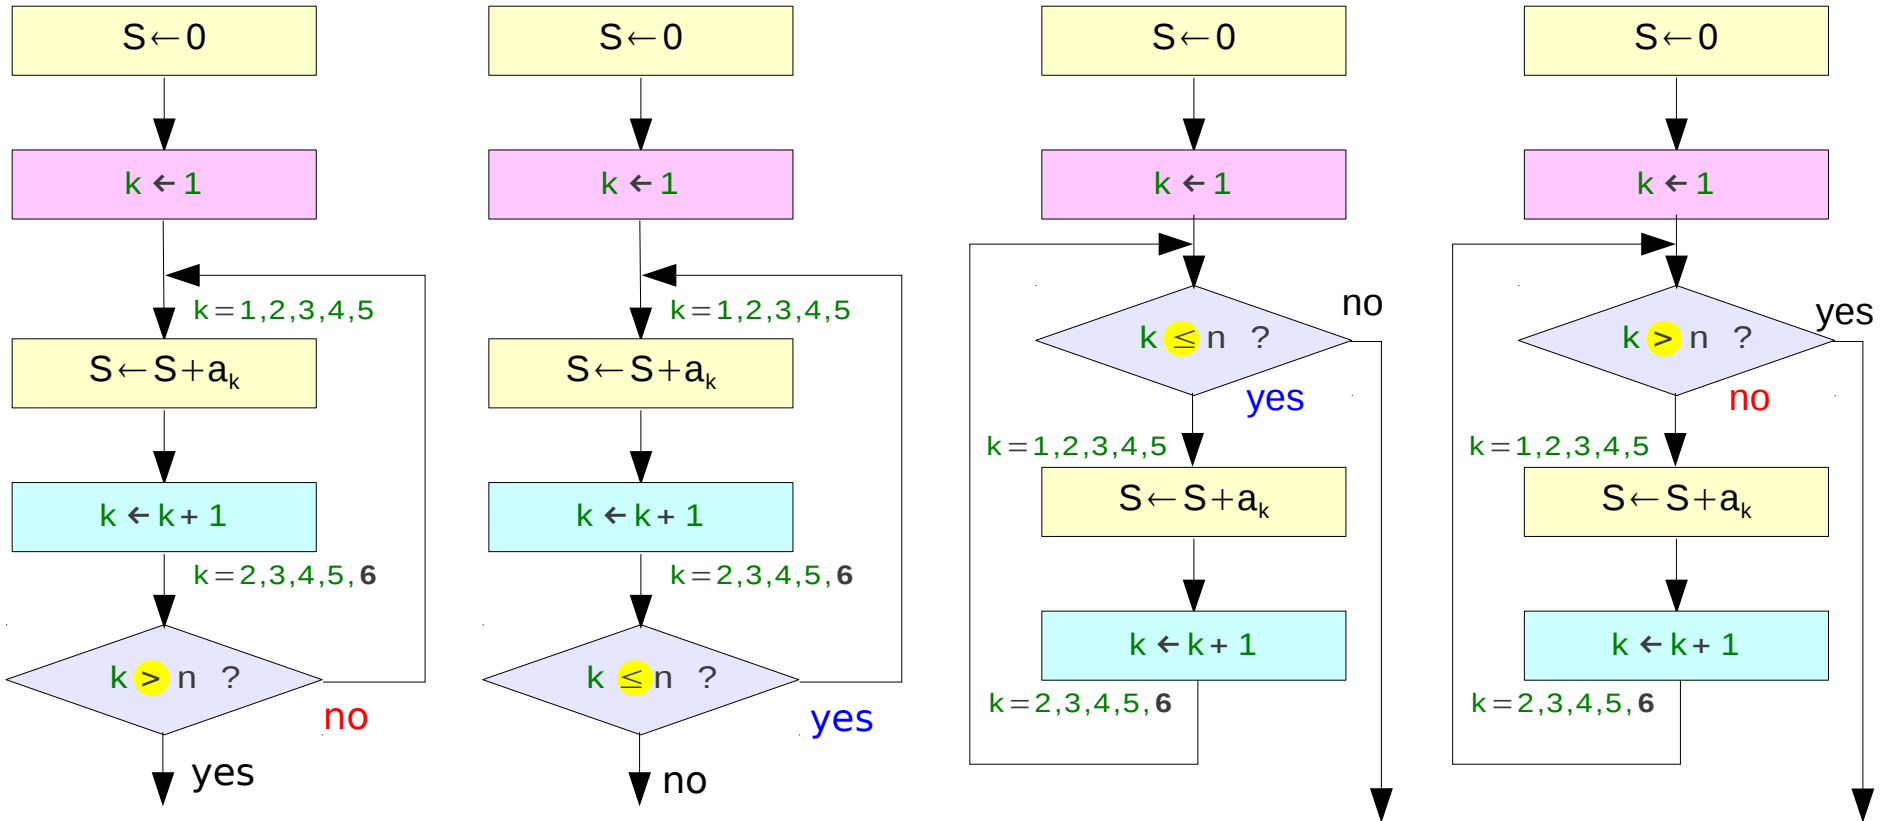 S←0
k ← 1
k=1,2,3,4,5
S←S+aₖ
k ← k + 1
k=2,3,4,5,6
k > n ?
no
yes
S←0
k ← 1
k=1,2,3,4,5
S←S+aₖ
k ← k + 1
k=2,3,4,5,6
k ≤ n ?
yes
no
S←0
k ← 1
no
k ≤ n ?
yes
k=1,2,3,4,5
S←S+aₖ
k ← k + 1
k=2,3,4,5,6
S←0
k ← 1
yes
k > n ?
no
k=1,2,3,4,5
S←S+aₖ
k ← k + 1
k=2,3,4,5,6